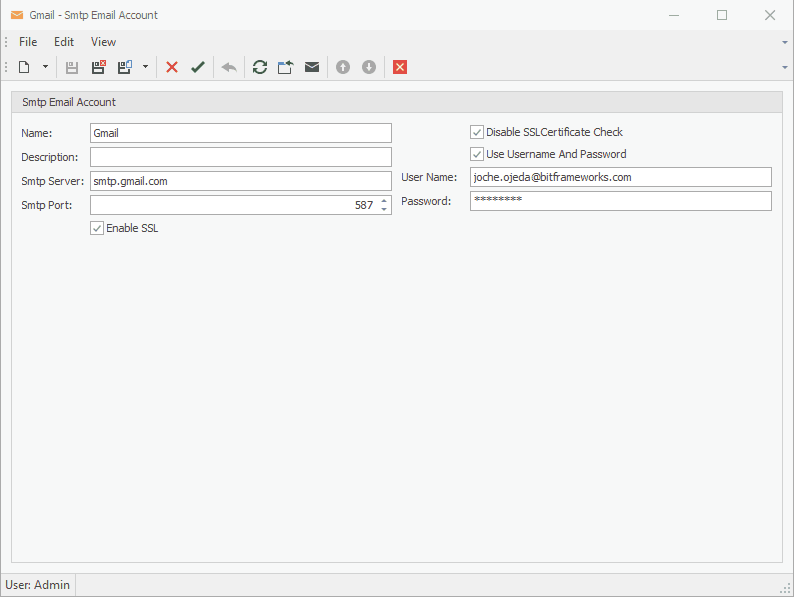 Gmail - Smtp Email Account
File Edit View
Smtp Email Account
Name: Gmail
Description:
Smtp Server: smtp.gmail.com
Smtp Port: 587
Enable SSL
Disable SSLCertificate Check
Use Username And Password
User Name: joche.ojeda@bitframeworks.com
Password: ********
User: Admin